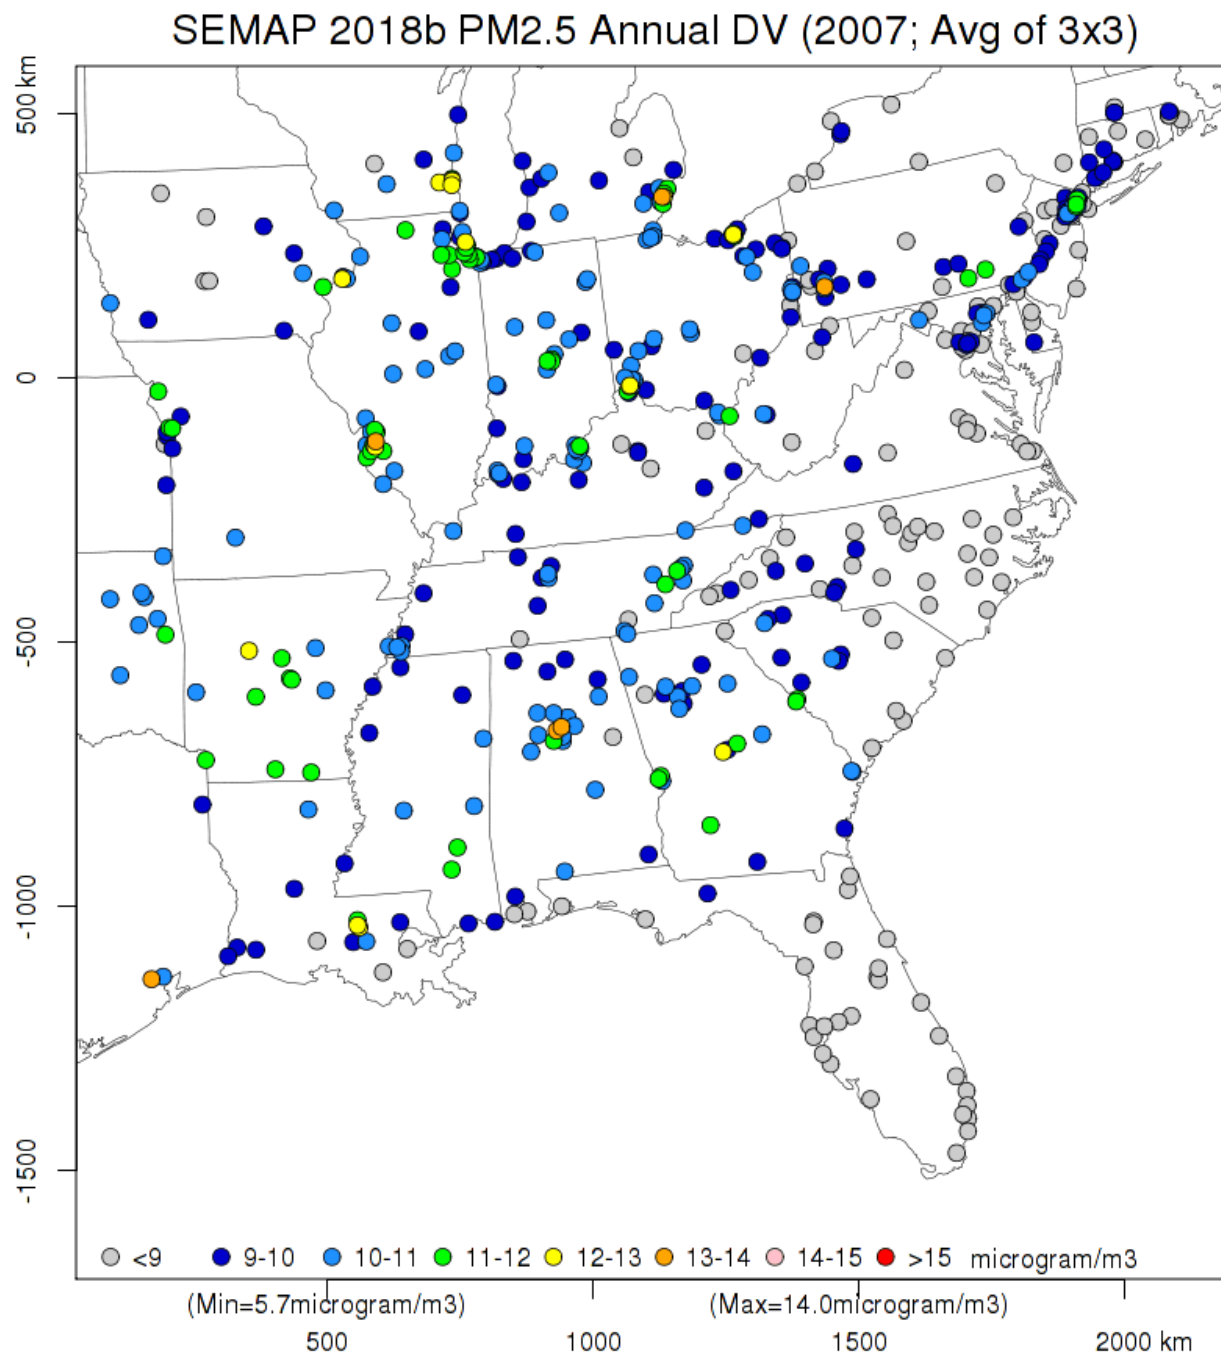 SEMAP 2018b PM2.5 Annual DV (2007; Avg of 3x3)
500 km
0
-500
-1000
-1500
<9 9-10 10-11 11-12 12-13 13-14 14-15 >15 microgram/m3
(Min=5.7microgram/m3) (Max=14.0microgram/m3)
500 1000 1500 2000 km